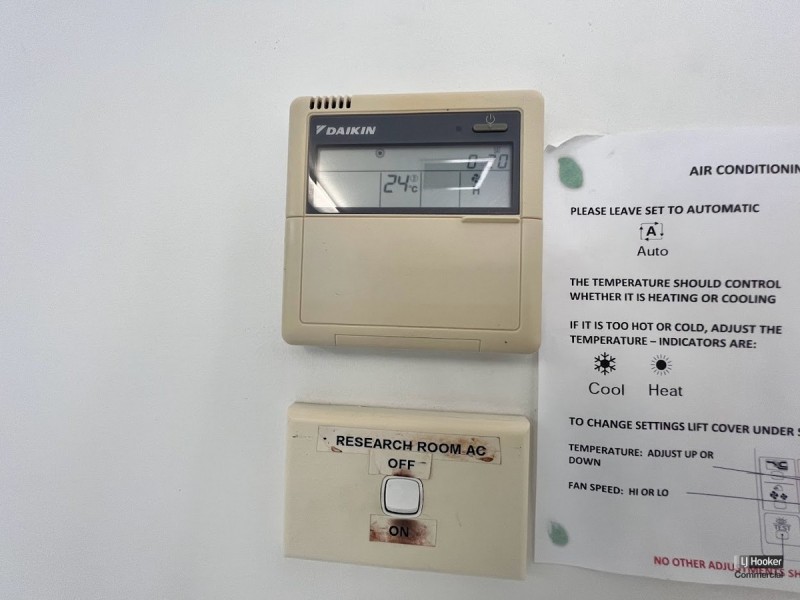 DAIKIN
24°C
RESEARCH ROOM AC
OFF
ON
AIR CONDITIONIN
PLEASE LEAVE SET TO AUTOMATIC
A
Auto
THE TEMPERATURE SHOULD CONTROL
WHETHER IT IS HEATING OR COOLING
IF IT IS TOO HOT OR COLD, ADJUST THE
TEMPERATURE – INDICATORS ARE:
Cool Heat
TO CHANGE SETTINGS LIFT COVER UNDER S
TEMPERATURE: ADJUST UP OR
DOWN
FAN SPEED: HI OR LO
TEST
NO OTHER ADJUSTMENTS SH
LJ Hooker
Commercial